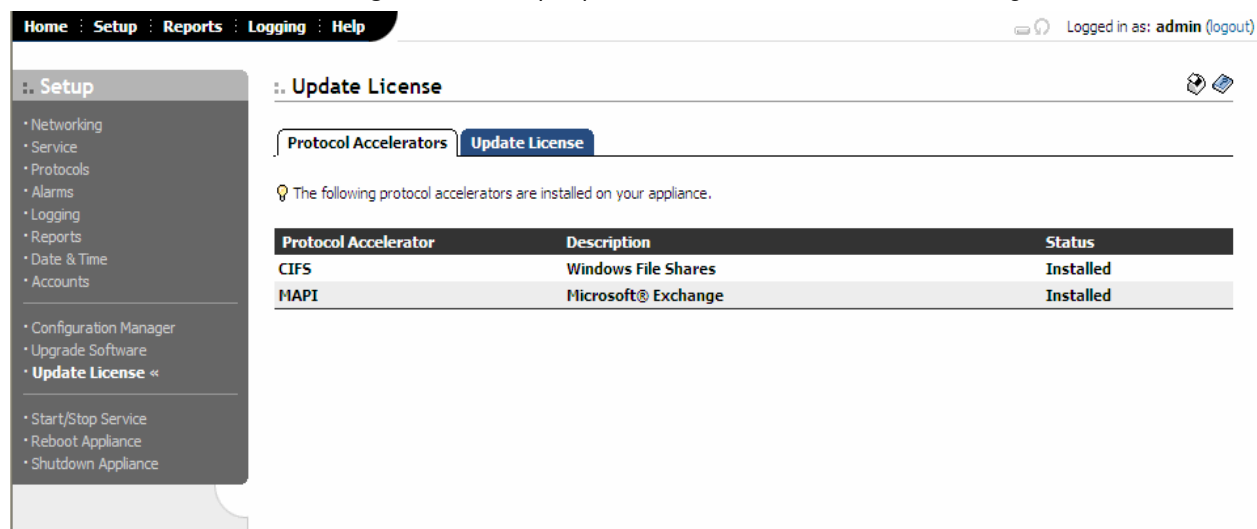 Home Setup Reports Logging Help
Logged in as: admin (logout)
:. Setup
• Networking
• Service
• Protocols
• Alarms
• Logging
• Reports
• Date & Time
• Accounts
• Configuration Manager
• Upgrade Software
• Update License «
• Start/Stop Service
• Reboot Appliance
• Shutdown Appliance
:. Update License
Protocol Accelerators Update License
The following protocol accelerators are installed on your appliance.
Protocol Accelerator Description Status
CIFS Windows File Shares Installed
MAPI Microsoft® Exchange Installed